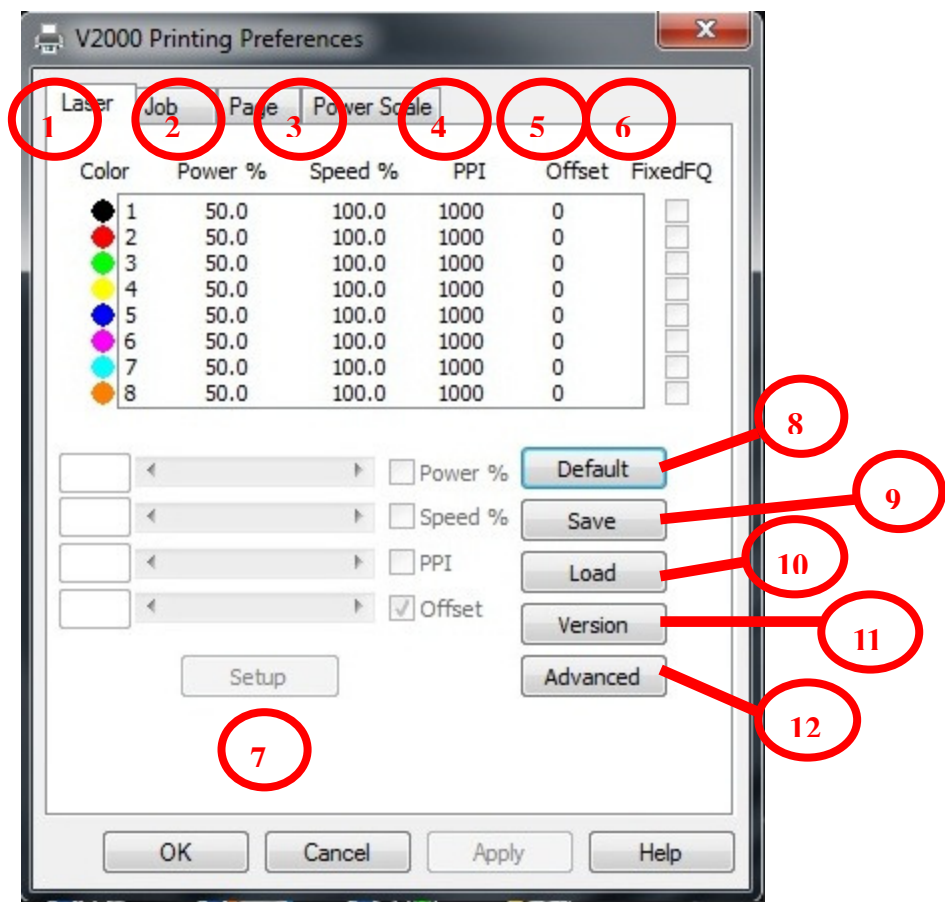 V2000 Printing Preferences
x
Laser Job Page Power Scale
1 2 3 4 5 6
Color Power % Speed % PPI Offset FixedFQ
1 50.0 100.0 1000 0
2 50.0 100.0 1000 0
3 50.0 100.0 1000 0
4 50.0 100.0 1000 0
5 50.0 100.0 1000 0
6 50.0 100.0 1000 0
7 50.0 100.0 1000 0
8 50.0 100.0 1000 0
8
Power % Default
9
Speed % Save
PPI Load 10
Offset Version 11
Setup Advanced
12
7
OK Cancel Apply Help